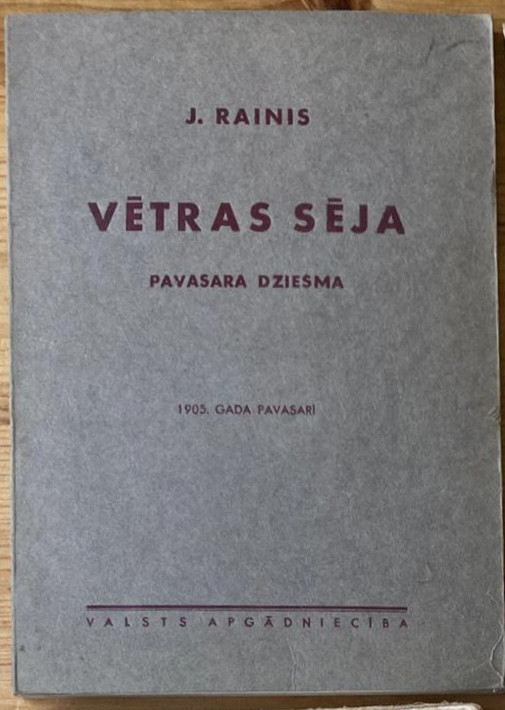 J. RAINIS
VĒTRAS SĒJA
PAVASARA DZIESMA
1905. GADA PAVASARĪ
VALSTS APGĀDNIECĪBA